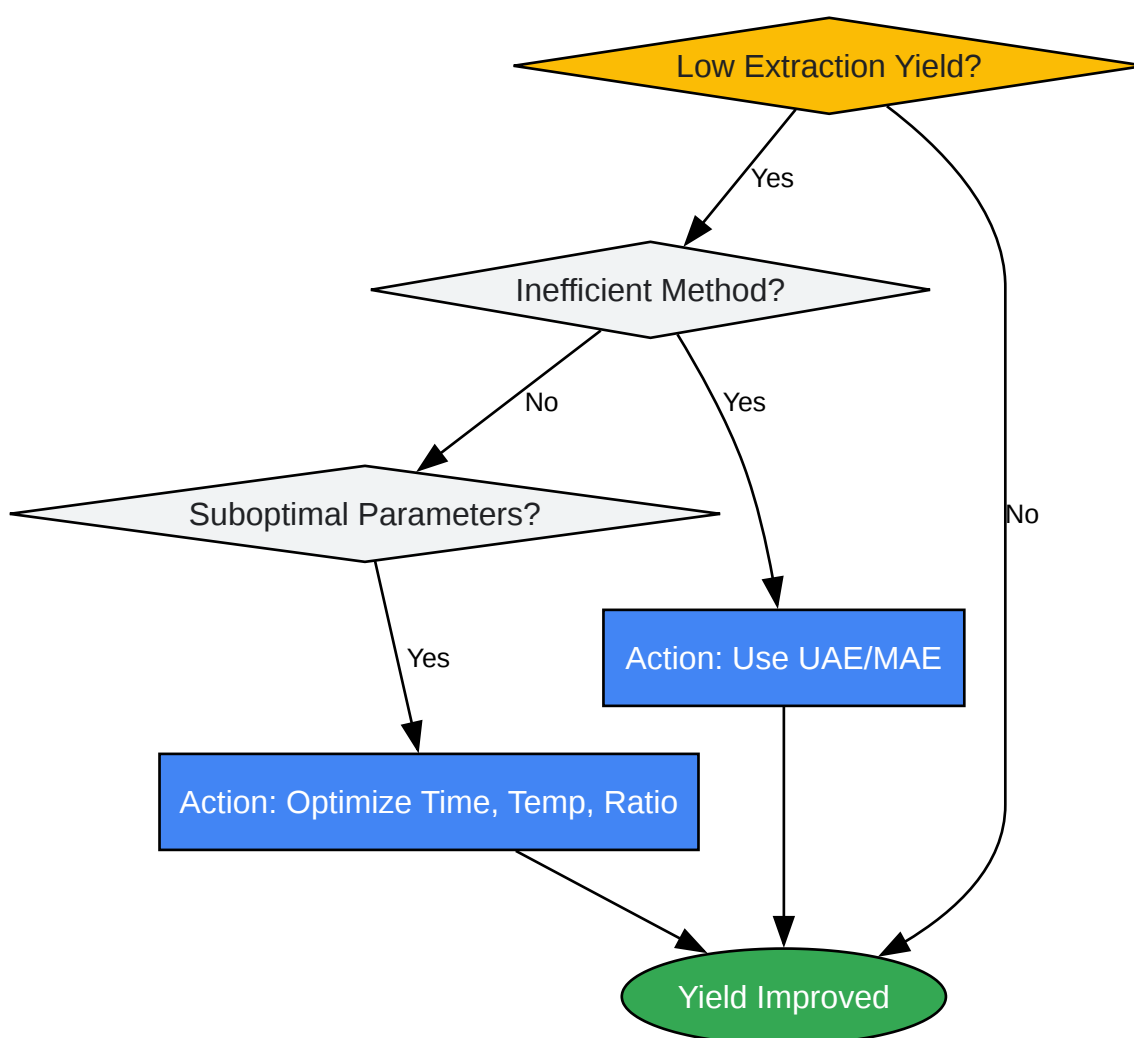 Low Extraction Yield?
Yes
Inefficient Method?
No
Yes
Suboptimal Parameters?
No
Yes
Action: Use UAE/MAE
Action: Optimize Time, Temp, Ratio
Yield Improved